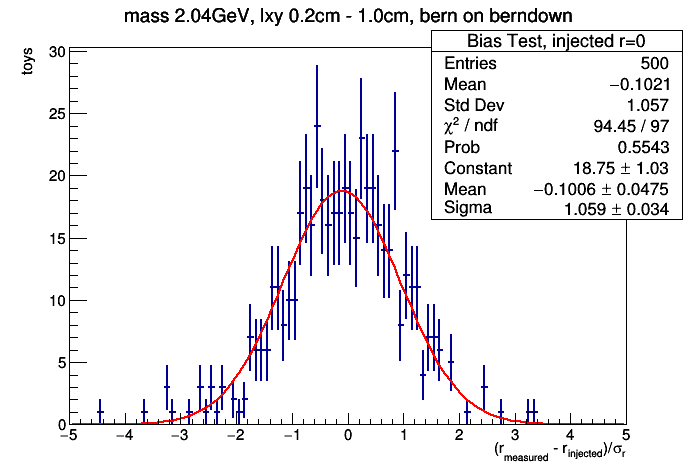 mass 2.04GeV, lxy 0.2cm - 1.0cm, bern on berndown
Bias Test, injected r=0
Entries 500
Mean −0.1021
Std Dev 1.057
χ² / ndf 94.45 / 97
Prob 0.5543
Constant 18.75 ± 1.03
Mean −0.1006 ± 0.0475
Sigma 1.059 ± 0.034
toys
30
25
20
15
10
5
0
−5 −4 −3 −2 −1 0 1 2 3 4 5
(r_measured - r_injected)/σ_r